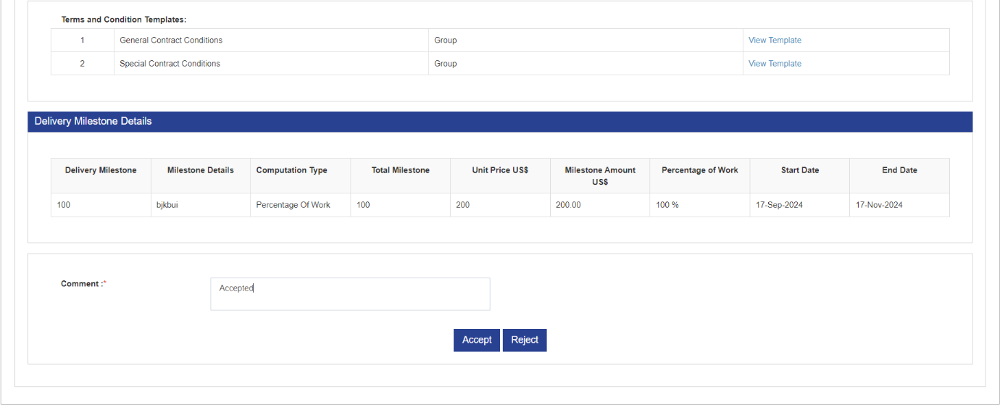 Terms and Condition Templates:
1 General Contract Conditions Group View Template
2 Special Contract Conditions Group View Template
Delivery Milestone Details
Delivery Milestone Milestone Details Computation Type Total Milestone Unit Price US$ Milestone Amount US$ Percentage of Work Start Date End Date
100 bjkbui Percentage Of Work 100 200 200.00 100 % 17-Sep-2024 17-Nov-2024
Comment :*
Accepted
Accept Reject